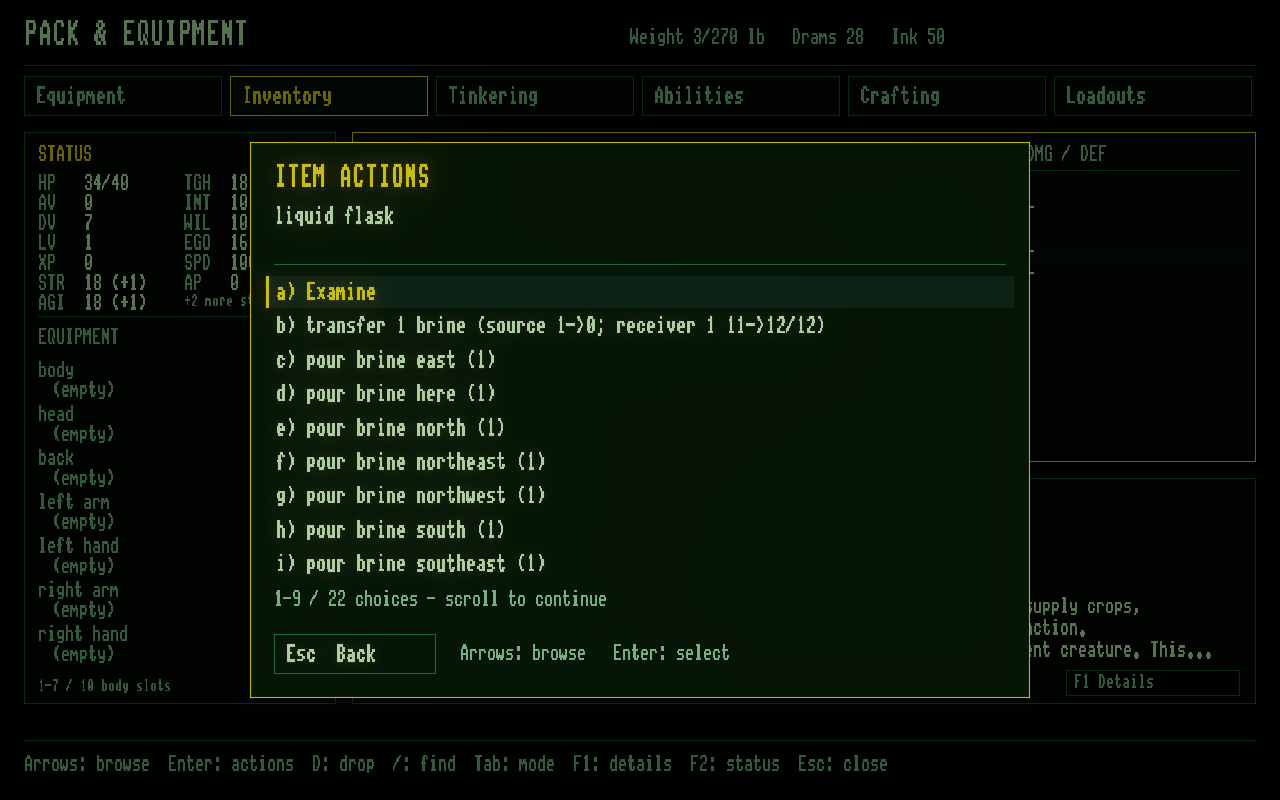 PACK & EQUIPMENT
Weight 3/270 lb Drams 28 Ink 50
Equipment Inventory Tinkering Abilities Crafting Loadouts
STATUS
HP 34/40 TGH 18
AV 0 INT 10
DV 7 WIL 10
LV 1 EGO 16
XP 0 SPD
STR 18 (+1) AP 0
AGI 18 (+1) +2 more
EQUIPMENT
body
(empty)
head
(empty)
back
(empty)
left arm
(empty)
left hand
(empty)
right arm
(empty)
right hand
(empty)
1-7 / 10 body slots
ITEM ACTIONS
liquid flask
a) Examine
b) transfer 1 brine (source 1->0; receiver 1 11->12/12)
c) pour brine east (1)
d) pour brine here (1)
e) pour brine north (1)
f) pour brine northeast (1)
g) pour brine northwest (1)
h) pour brine south (1)
i) pour brine southeast (1)
1-9 / 22 choices - scroll to continue
Esc Back Arrows: browse Enter: select
DMG / DEF
supply crops,
creature. This...
F1 Details
Arrows: browse Enter: actions D: drop /: find Tab: mode F1: details F2: status Esc: close